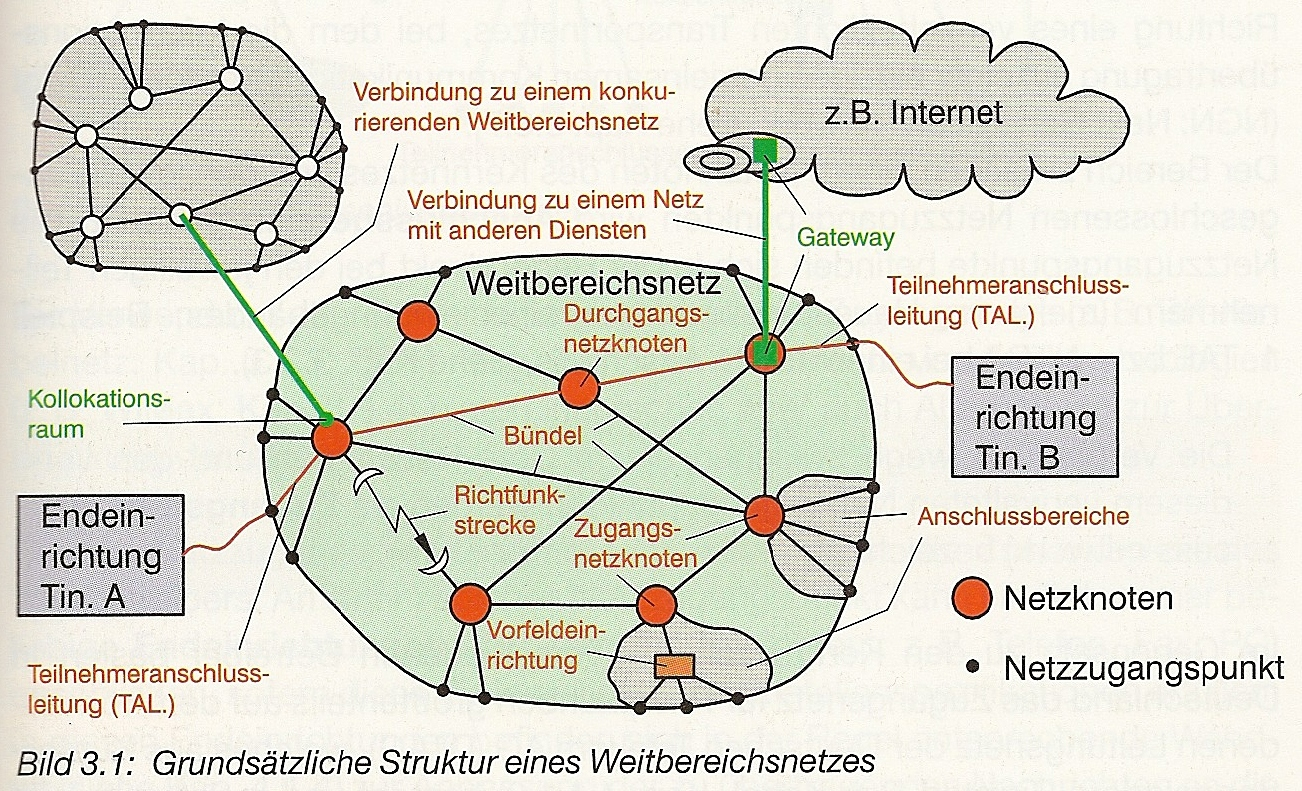 Verbindung zu einem konku-
rierenden Weitbereichsnetz
z.B. Internet
Verbindung zu einem Netz
mit anderen Diensten
Gateway
Weitbereichsnetz
Durchgangs-
netzknoten
Teilnehmeranschluss-
leitung (TAL.)
Endein-
richtung
Tln. B
Kollokations-
raum
Bündel
Richtfunk-
strecke
Zugangs-
netzknoten
Anschlussbereiche
Endein-
richtung
Tln. A
Netzknoten
Vorfeldein-
richtung
Netzzugangspunkt
Teilnehmeranschluss-
leitung (TAL.)
Bild 3.1: Grundsätzliche Struktur eines Weitbereichsnetzes